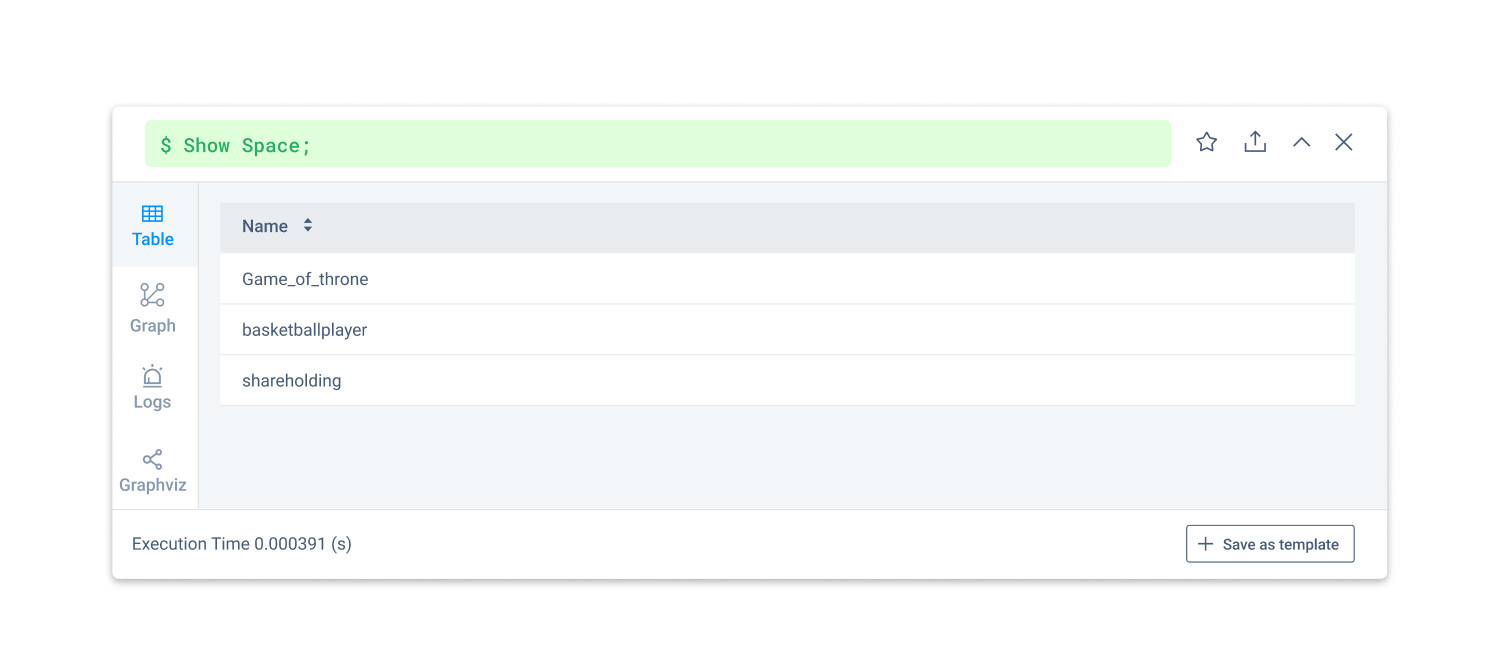 $ Show Space;
Table
Graph
Logs
Graphviz
Name
Game_of_throne
basketballplayer
shareholding
Execution Time 0.000391 (s)
Save as template